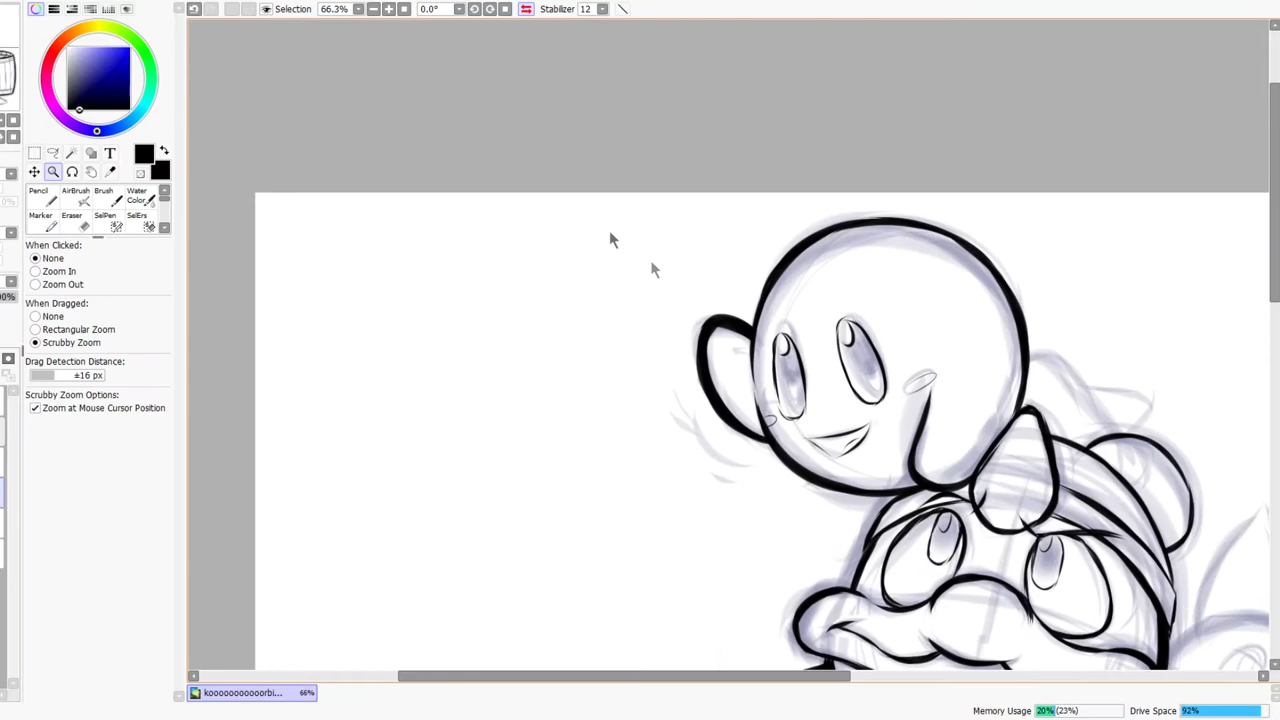 Selection 66.3% 0.0° Stabilizer 12
T
Pencil AirBrush Brush Water Color
Marker Eraser SelPen SelErs
When Clicked:
None
Zoom In
Zoom Out
When Dragged:
None
Rectangular Zoom
Scrubby Zoom
Drag Detection Distance:
±16 px
Scrubby Zoom Options:
Zoom at Mouse Cursor Position
koooooooooorbi... 66%
Memory Usage 20% (23%) Drive Space 92%